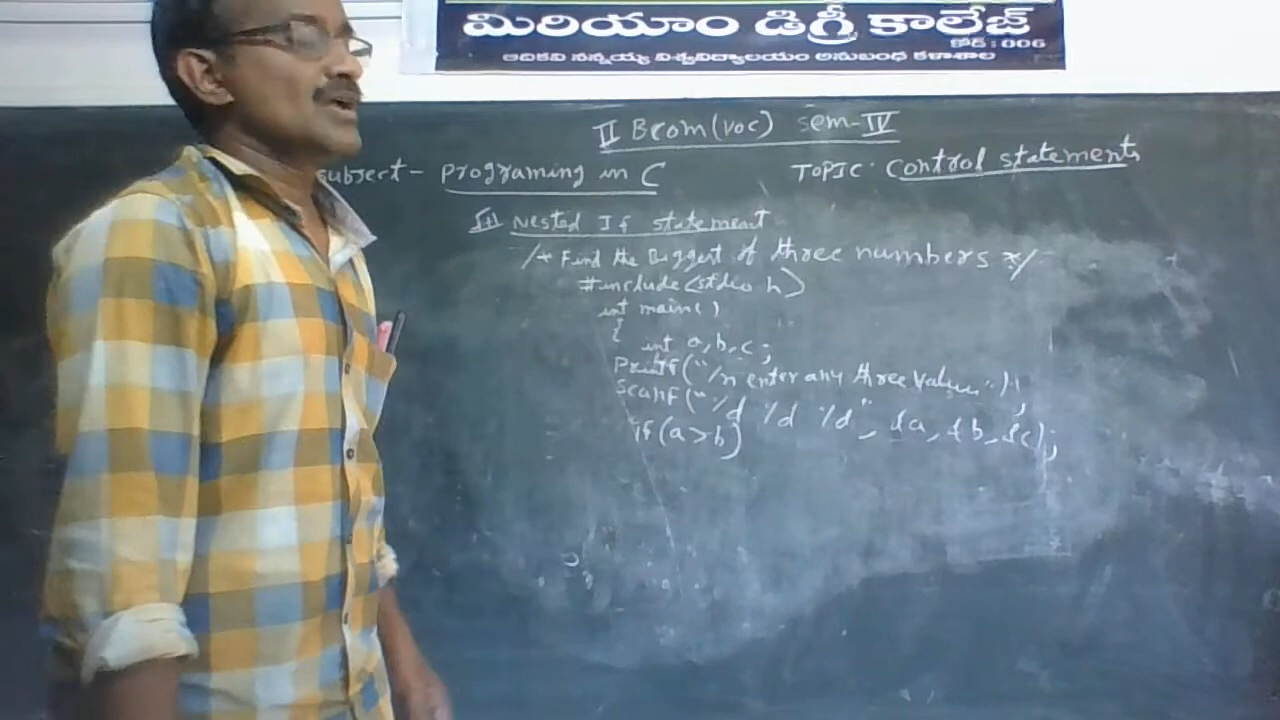 మిరియాం డిగ్రీ కాలేజ్
కోడ్ : 006
ఆదికవి నన్నయ్య విశ్వవిద్యాలయం అనుబంధ కళాశాల
II Bcom(voc) sem-IV
subject- programing in C
TOPIC. Control statements
III Nested If statement
/* Find the Biggest of three numbers */
#include <stdio h>
int main()
{
int a,b,c;
Printf("/n enter any three values");
Scanf("%d %d %d", &a, &b, &c);
if(a>b)